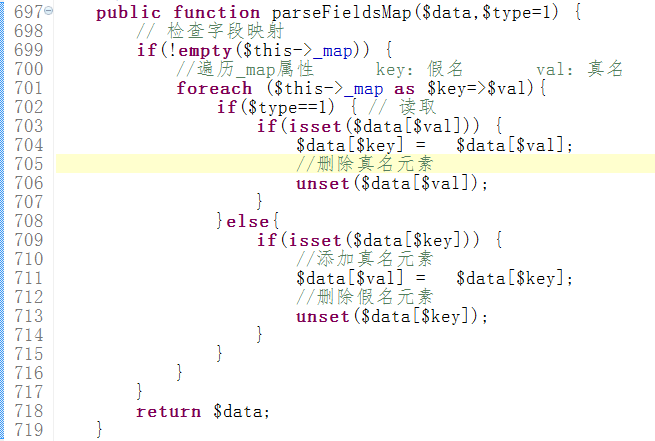 697 public function parseFieldsMap($data,$type=1) {
698 // 检查字段映射
699 if(!empty($this->_map)) {
700 //遍历_map属性 key: 假名 val: 真名
701 foreach ($this->_map as $key=>$val){
702 if($type==1) { // 读取
703 if(isset($data[$val])) {
704 $data[$key] = $data[$val];
705 //删除真名元素
706 unset($data[$val]);
707 }
708 }else{
709 if(isset($data[$key])) {
710 //添加真名元素
711 $data[$val] = $data[$key];
712 //删除假名元素
713 unset($data[$key]);
714 }
715 }
716 }
717 }
718 return $data;
719 }